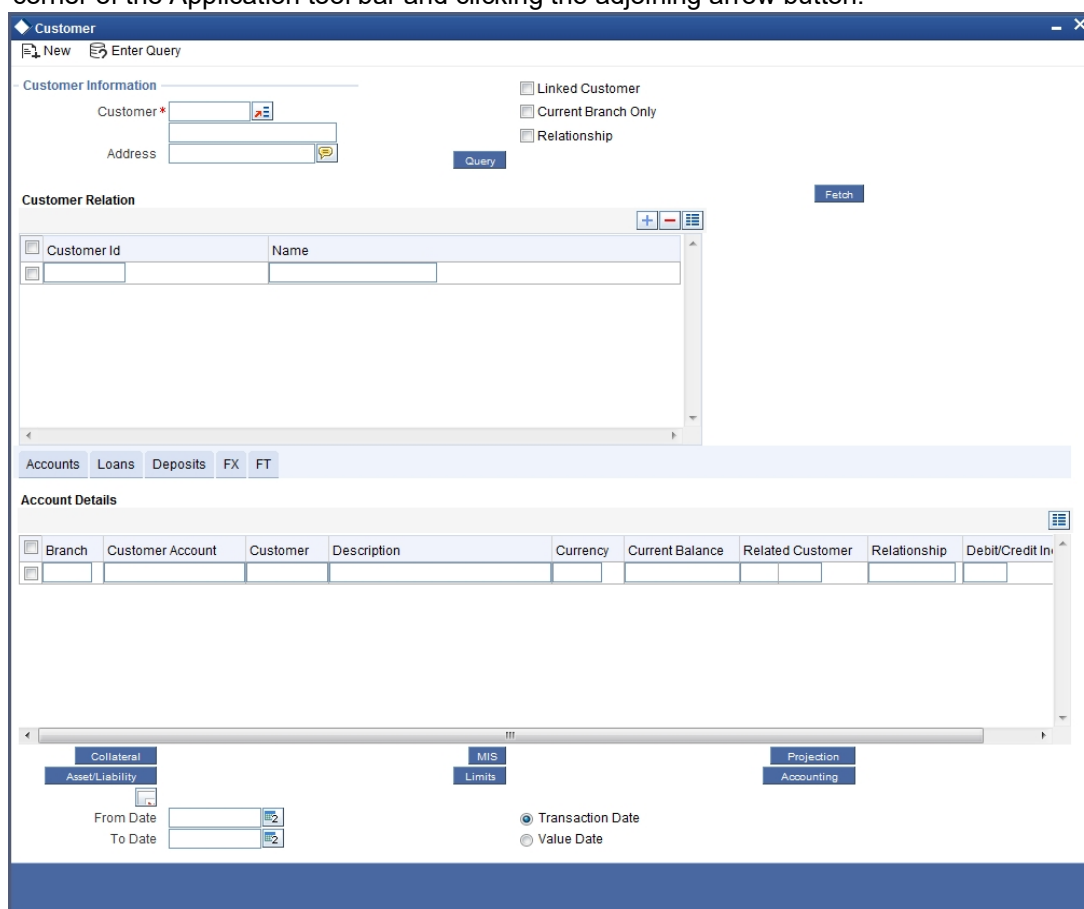 corner of the Application tool bar and clicking the adjoining arrow button.
Customer
New Enter Query
Customer Information
Linked Customer
Customer *
Current Branch Only
Relationship
Address
Query
Fetch
Customer Relation
Customer Id Name
Accounts Loans Deposits FX FT
Account Details
Branch Customer Account Customer Description Currency Current Balance Related Customer Relationship Debit/Credit In
Collateral MIS Projection
Asset/Liability Limits Accounting
From Date Transaction Date
To Date Value Date